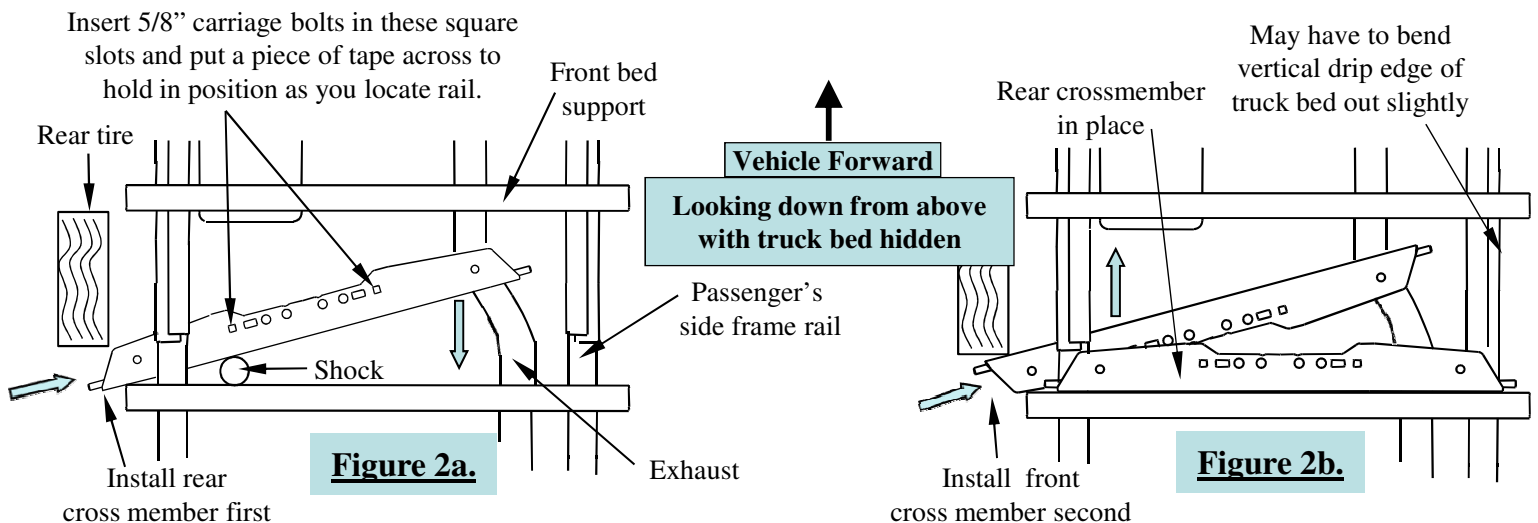 Insert 5/8” carriage bolts in these square
slots and put a piece of tape across to
hold in position as you locate rail.
Rear tire
Front bed
support
Shock
Passenger’s
side frame rail
Exhaust
Install rear
cross member first
Figure 2a.
Vehicle Forward
Looking down from above
with truck bed hidden
Rear crossmember
in place
May have to bend
vertical drip edge of
truck bed out slightly
Install front
cross member second
Figure 2b.